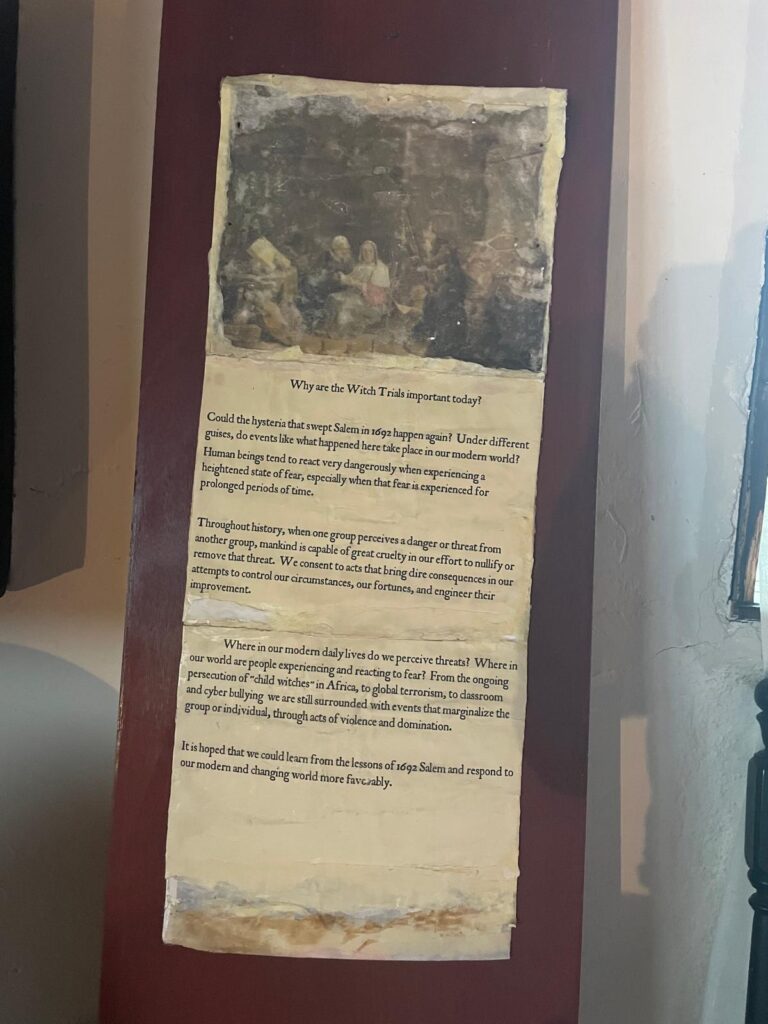 Why are the Witch Trials important today?
Could the hysteria that swept Salem in 1692 happen again? Under different
guises, do events like what happened here take place in our modern world?
Human beings tend to react very dangerously when experiencing a
heightened state of fear, especially when that fear is experienced for
prolonged periods of time.
Throughout history, when one group perceives a danger or threat from
another group, mankind is capable of great cruelty in our effort to nullify or
remove that threat. We consent to acts that bring dire consequences in our
attempts to control our circumstances, our fortunes, and engineer their
improvement.
Where in our modern daily lives do we perceive threats? Where in
our world are people experiencing and reacting to fear? From the ongoing
persecution of "child witches" in Africa, to global terrorism, to classroom
and cyber bullying we are still surrounded with events that marginalize the
group or individual, through acts of violence and domination.
It is hoped that we could learn from the lessons of 1692 Salem and respond to
our modern and changing world more favorably.